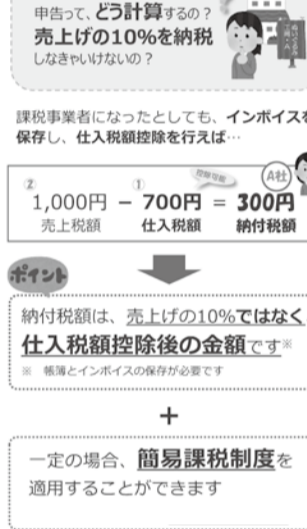 申告って、どう計算するの？
売上げの10％を納税
しなきゃいけないの？
課税事業者になったとしても、インボイスを
保存し、仕入税額控除を行えば…
控除可能
A社
② ①
1,000円 － 700円 ＝ 300円
売上税額 仕入税額 納付税額
ポイント
納付税額は、売上げの10％ではなく
仕入税額控除後の金額です※
※ 帳簿とインボイスの保存が必要です
＋
一定の場合、簡易課税制度を
適用することができます